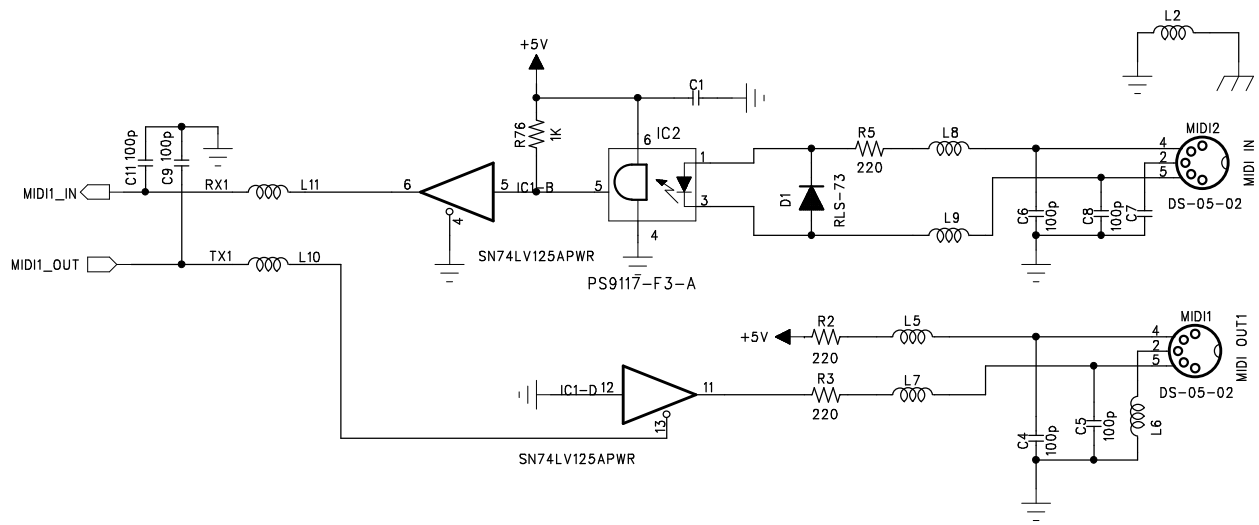 L2
+5V
C1
R76
1K
6
IC2
C11 100p
C9 100p
MIDI1_IN
RX1
L11
6
4
5
IC1-B
5
1
3
4
SN74LV125APWR
PS9117-F3-A
R5
220
L8
D1
RLS-73
L9
C6
100p
C8
100p
C7
4
2
5
MIDI2
MIDI IN
DS-05-02
MIDI1_OUT
TX1
L10
+5V
R2
220
L5
IC1-D
12
11
13
SN74LV125APWR
R3
220
L7
C4
100p
C5
100p
L6
4
2
5
MIDI1
MIDI OUT1
DS-05-02